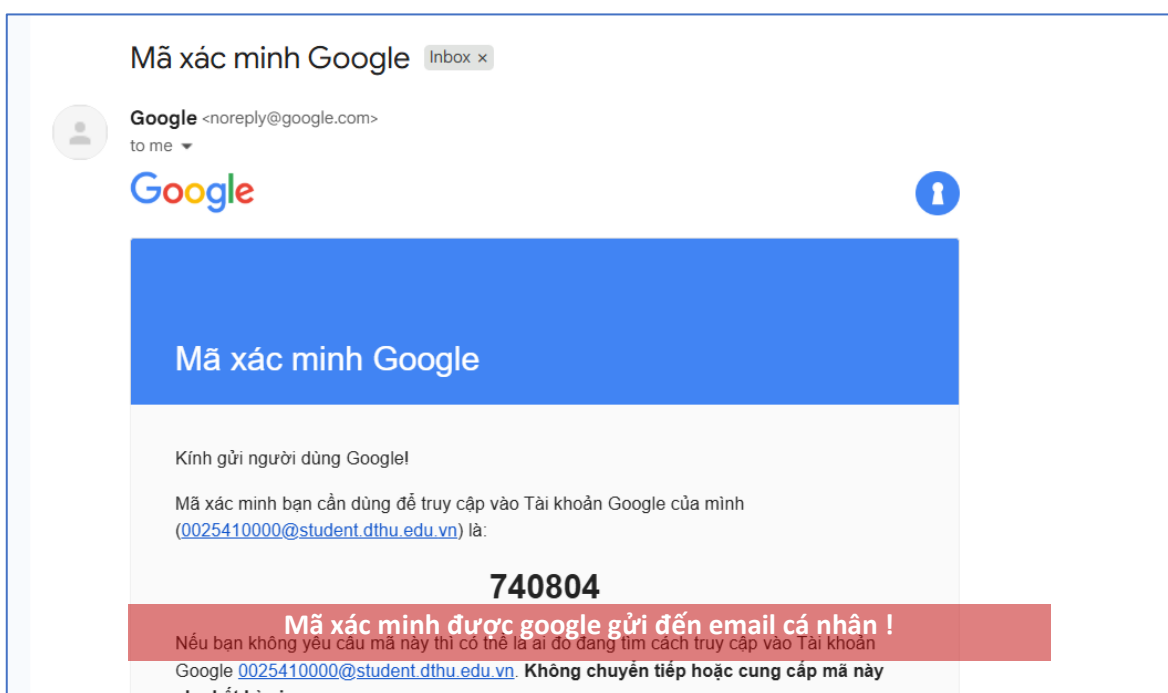 Mã xác minh Google Inbox ×
Google <noreply@google.com>
to me
Google
Mã xác minh Google
Kính gửi người dùng Google!
Mã xác minh bạn cần dùng để truy cập vào Tài khoản Google của mình
(0025410000@student.dthu.edu.vn) là:
740804
Mã xác minh được google gửi đến email cá nhân !
Nếu bạn không yêu cầu mã này thì có thể là ai đó đang tìm cách truy cập vào Tài khoản
Google 0025410000@student.dthu.edu.vn. Không chuyển tiếp hoặc cung cấp mã này